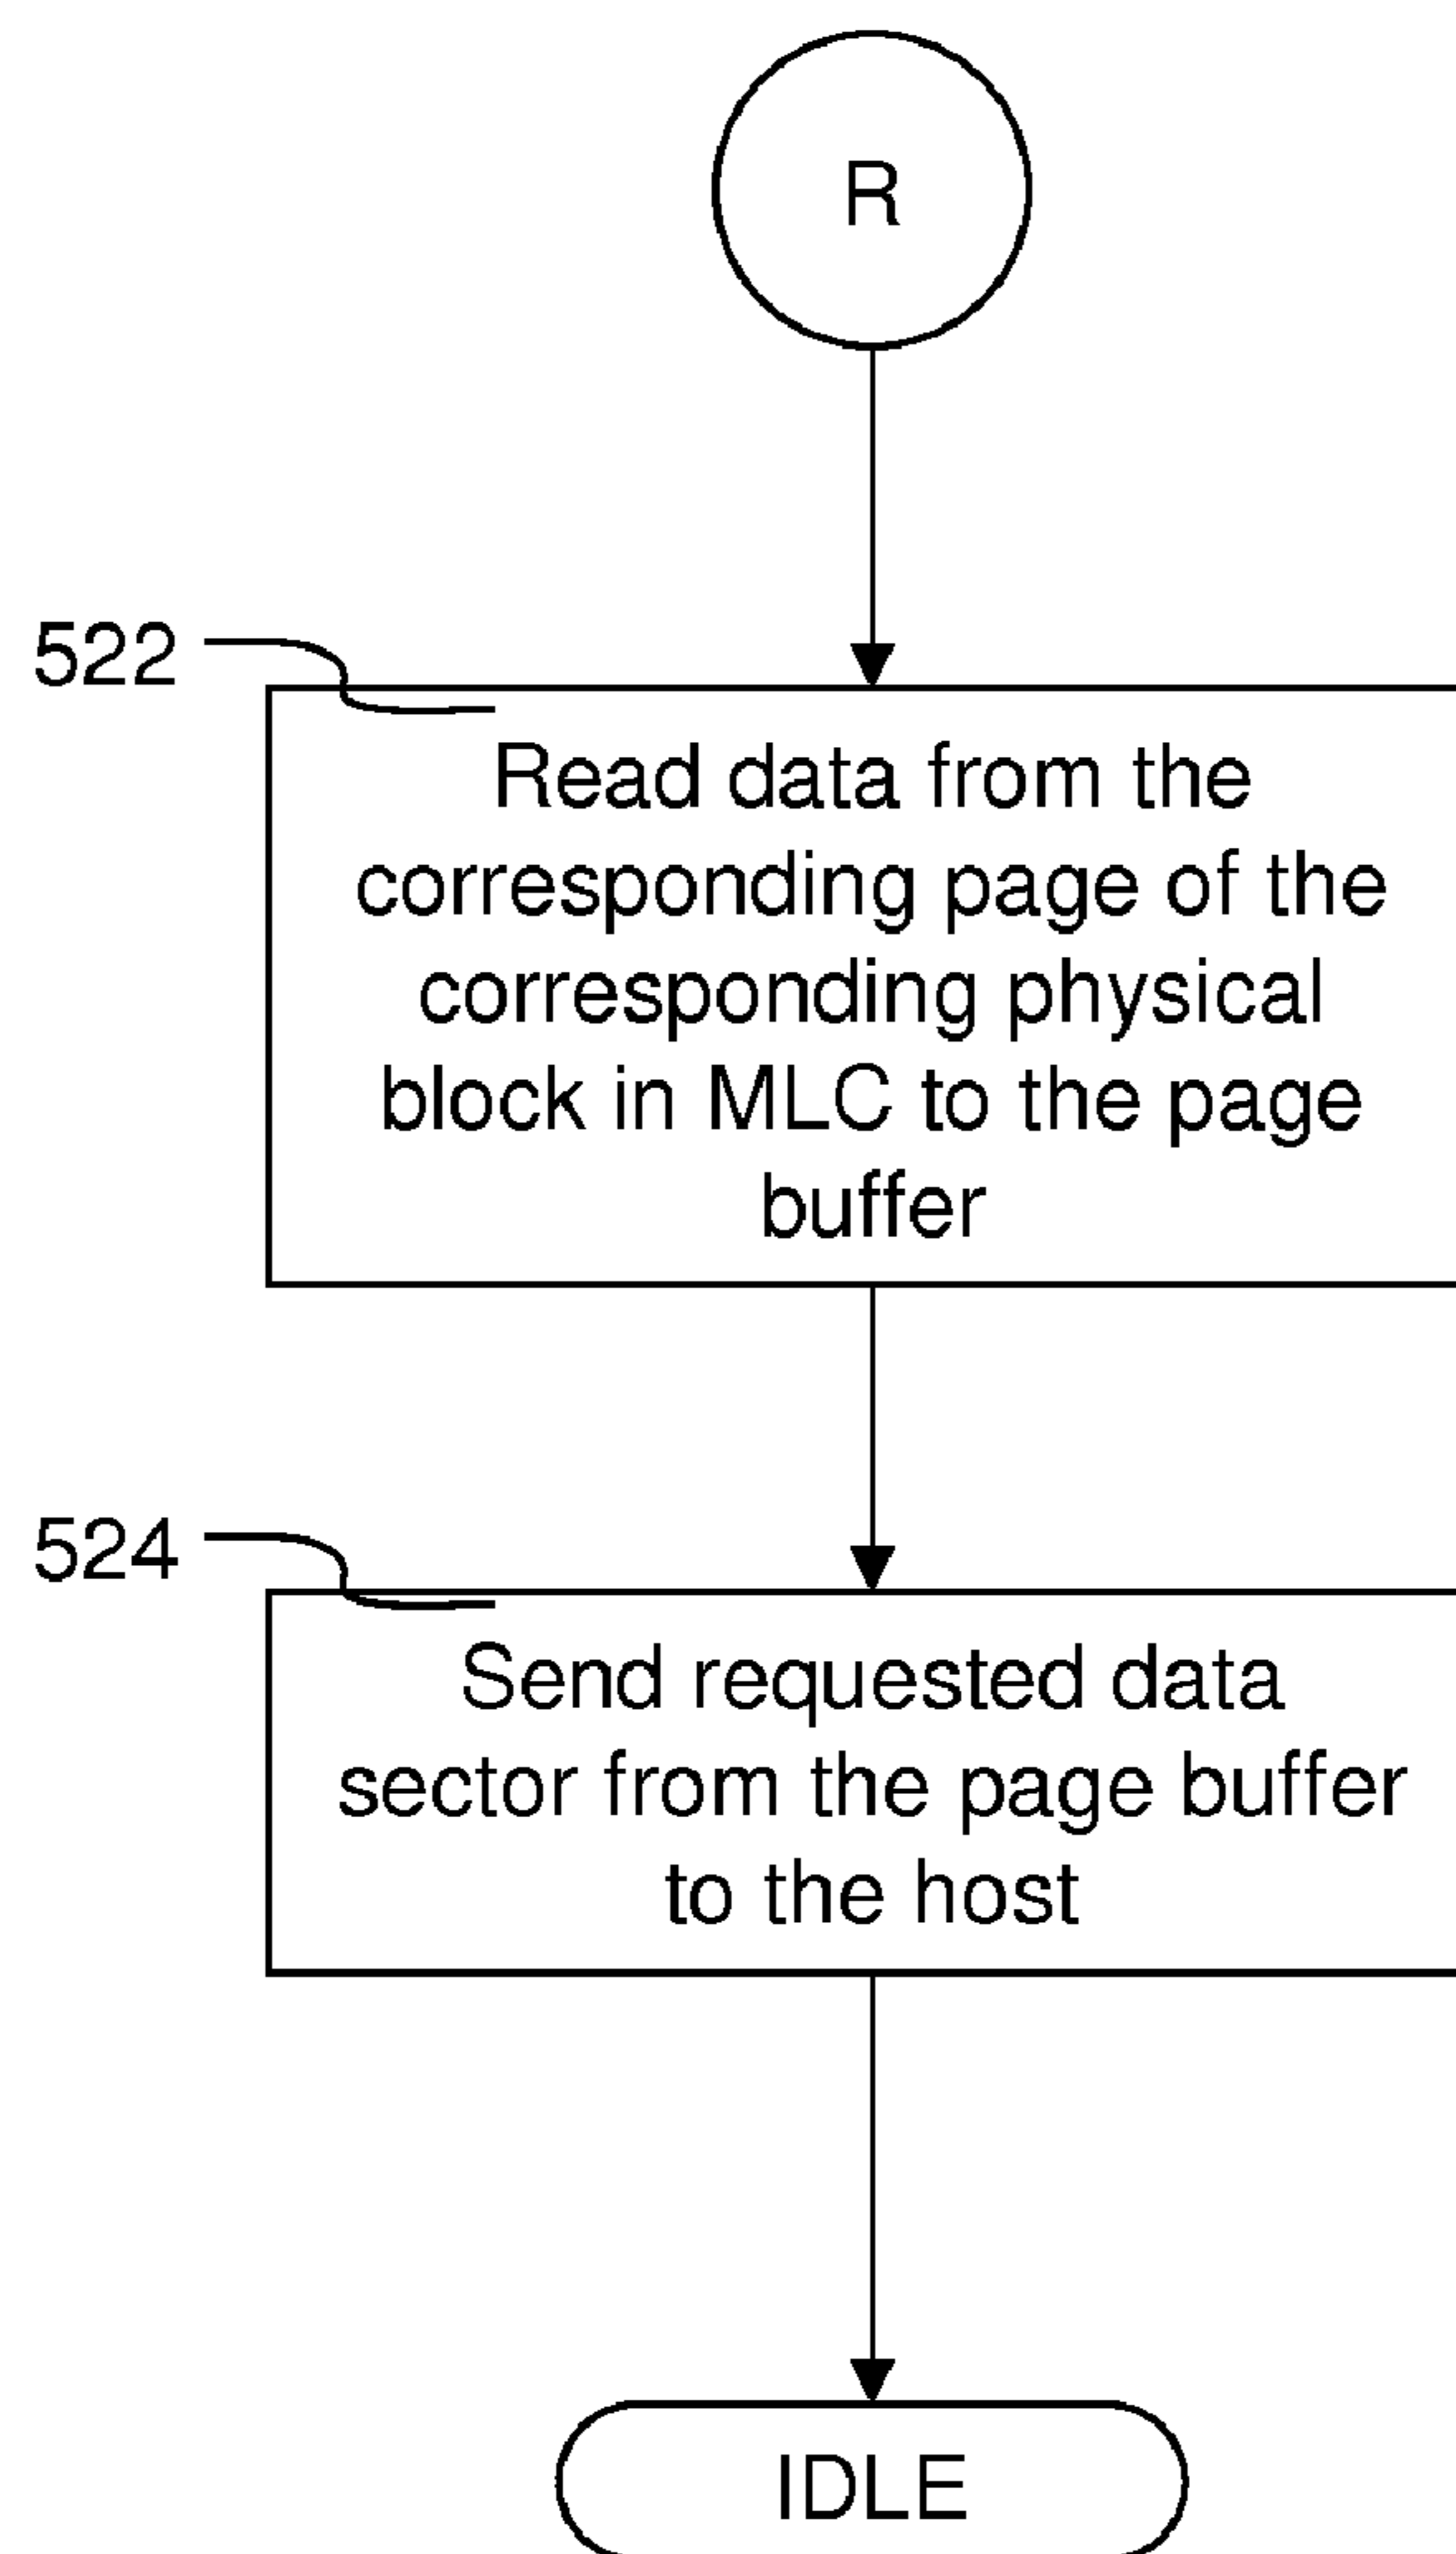 R
522
Read data from the
corresponding page of the
corresponding physical
block in MLC to the page
buffer
524
Send requested data
sector from the page buffer
to the host
IDLE